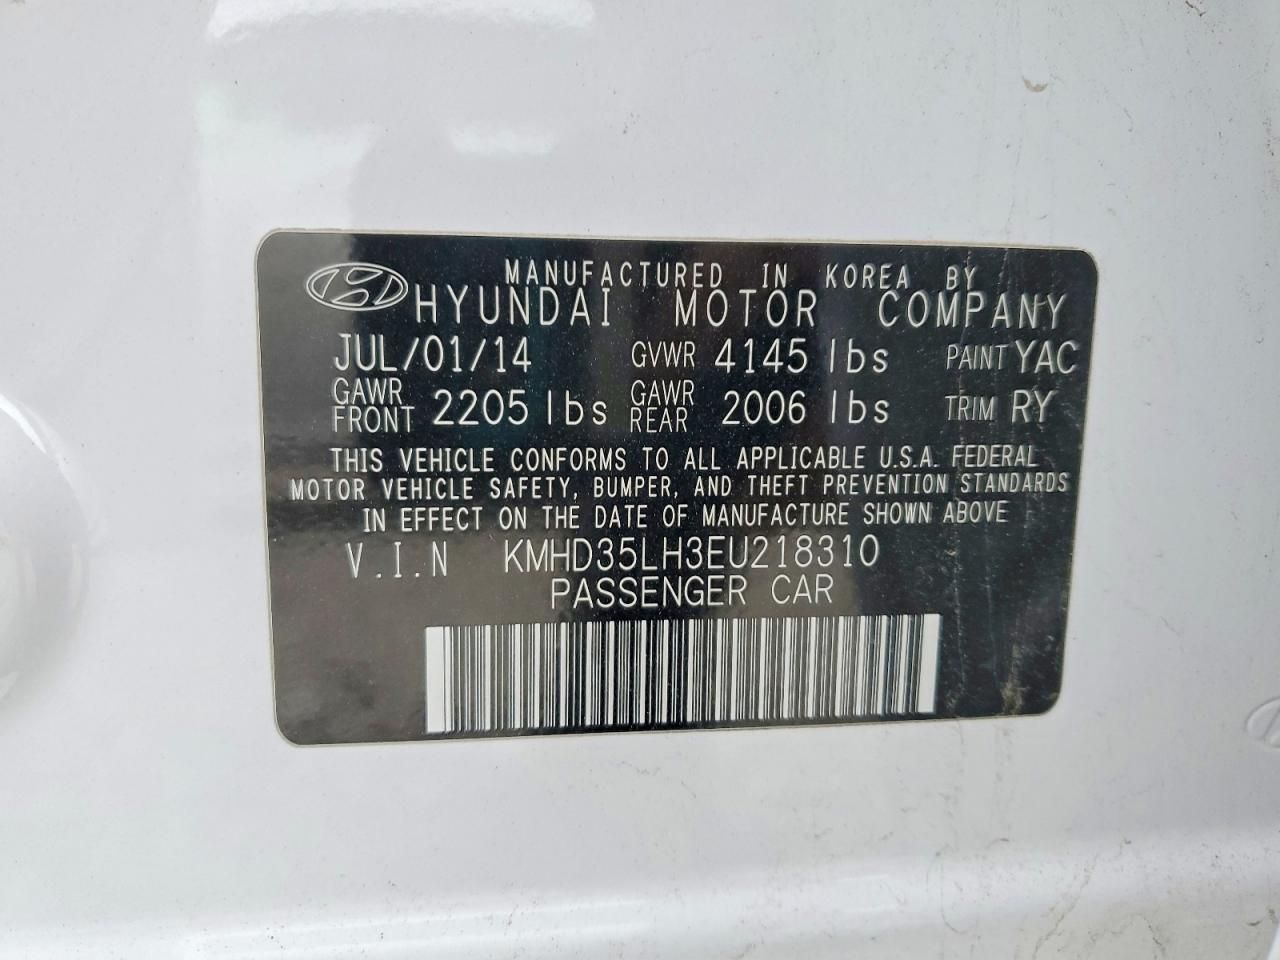 MANUFACTURED IN KOREA BY
HYUNDAI MOTOR COMPANY
JUL/01/14 GVWR 4145 lbs PAINT YAC
GAWR FRONT 2205 lbs GAWR REAR 2006 lbs TRIM RY
THIS VEHICLE CONFORMS TO ALL APPLICABLE U.S.A. FEDERAL
MOTOR VEHICLE SAFETY, BUMPER, AND THEFT PREVENTION STANDARDS
IN EFFECT ON THE DATE OF MANUFACTURE SHOWN ABOVE
V.I.N KMHD35LH3EU218310
PASSENGER CAR